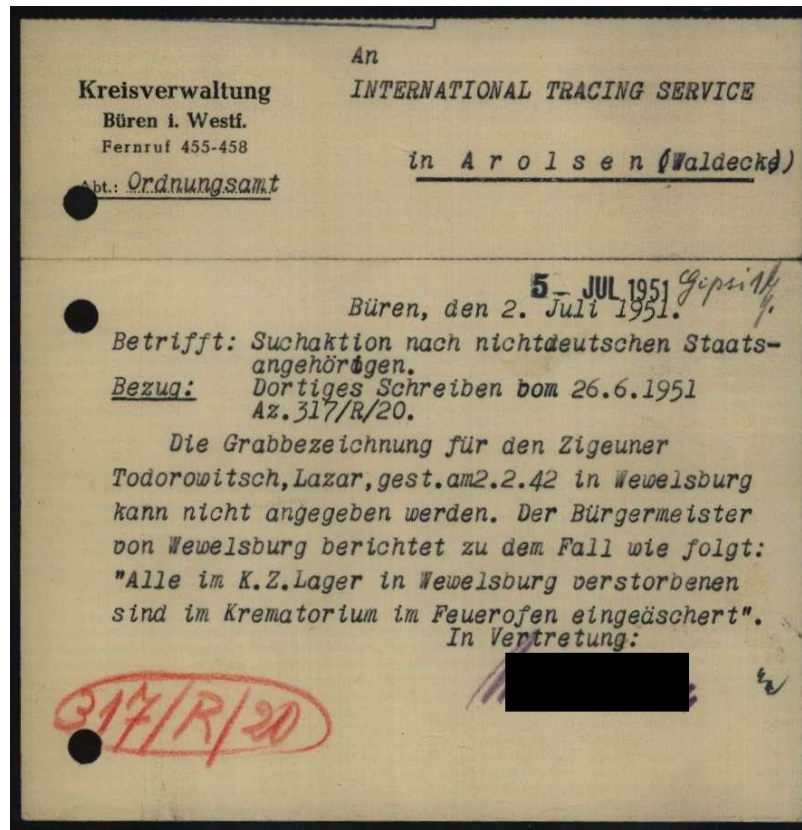 Kreisverwaltung
Büren i. Westf.
Fernruf 455-458
Abt.: Ordnungsamt
An
INTERNATIONAL TRACING SERVICE
in Arolsen (Waldeck)
5- JUL 1951
Büren, den 2. Juli 1951.
Betrifft: Suchaktion nach nichtdeutschen Staats-
angehörigen.
Bezug: Dortiges Schreiben vom 26.6.1951
Az.317/R/20.
Die Grabbezeichnung für den Zigeuner
Todorowitsch,Lazar,gest.am2.2.42 in Wewelsburg
kann nicht angegeben werden. Der Bürgermeister
von Wewelsburg berichtet zu dem Fall wie folgt:
"Alle im K.Z.Lager in Wewelsburg verstorbenen
sind im Krematorium im Feuerofen eingeäschert".
In Vertretung:
317/R/20